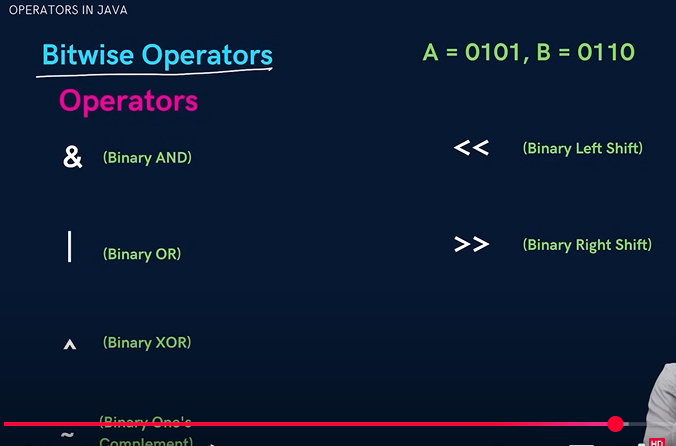 OPERATORS IN JAVA
Bitwise Operators
A = 0101, B = 0110
Operators
& (Binary AND)
<< (Binary Left Shift)
| (Binary OR)
>> (Binary Right Shift)
^ (Binary XOR)
~ (Binary One's
Complement)
HD